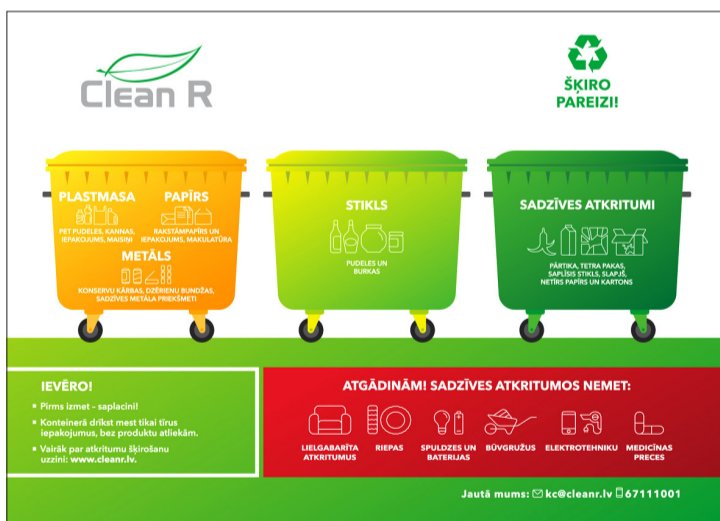 Clean R
ŠĶIRO
PAREIZI!
PLASTMASA
PET PUDELES, KANNAS,
IEPAKOJUMS, MAISIŅI
PAPĪRS
RAKSTĀMPAPĪRS UN
IEPAKOJUMS, MAKULATŪRA
METĀLS
KONSERVU KĀRBAS, DZĒRIENU BUNDŽAS,
SADZĪVES METĀLA PRIEKŠMETI
STIKLS
PUDELES UN
BURKAS
SADZĪVES ATKRITUMI
PĀRTIKA, TETRA PAKAS,
SAPLĪSIS STIKLS, SLAPJŠ,
NETĪRS PAPĪRS UN KARTONS
IEVĒRO!
▪ Pirms izmet – saplacini!
▪ Konteinerā drīkst mest tikai tīrus
iepakojumus, bez produktu atliekām.
▪ Vairāk par atkritumu šķirošanu
uzzini: www.cleanr.lv.
ATGĀDINĀM! SADZĪVES ATKRITUMOS NEMET:
LIELGABARĪTA
ATKRITUMUS
RIEPAS
SPULDZES UN
BATERIJAS
BŪVGRUŽUS
ELEKTROTEHNIKU
MEDICĪNAS
PRECES
Jautā mums: kc@cleanr.lv 67111001